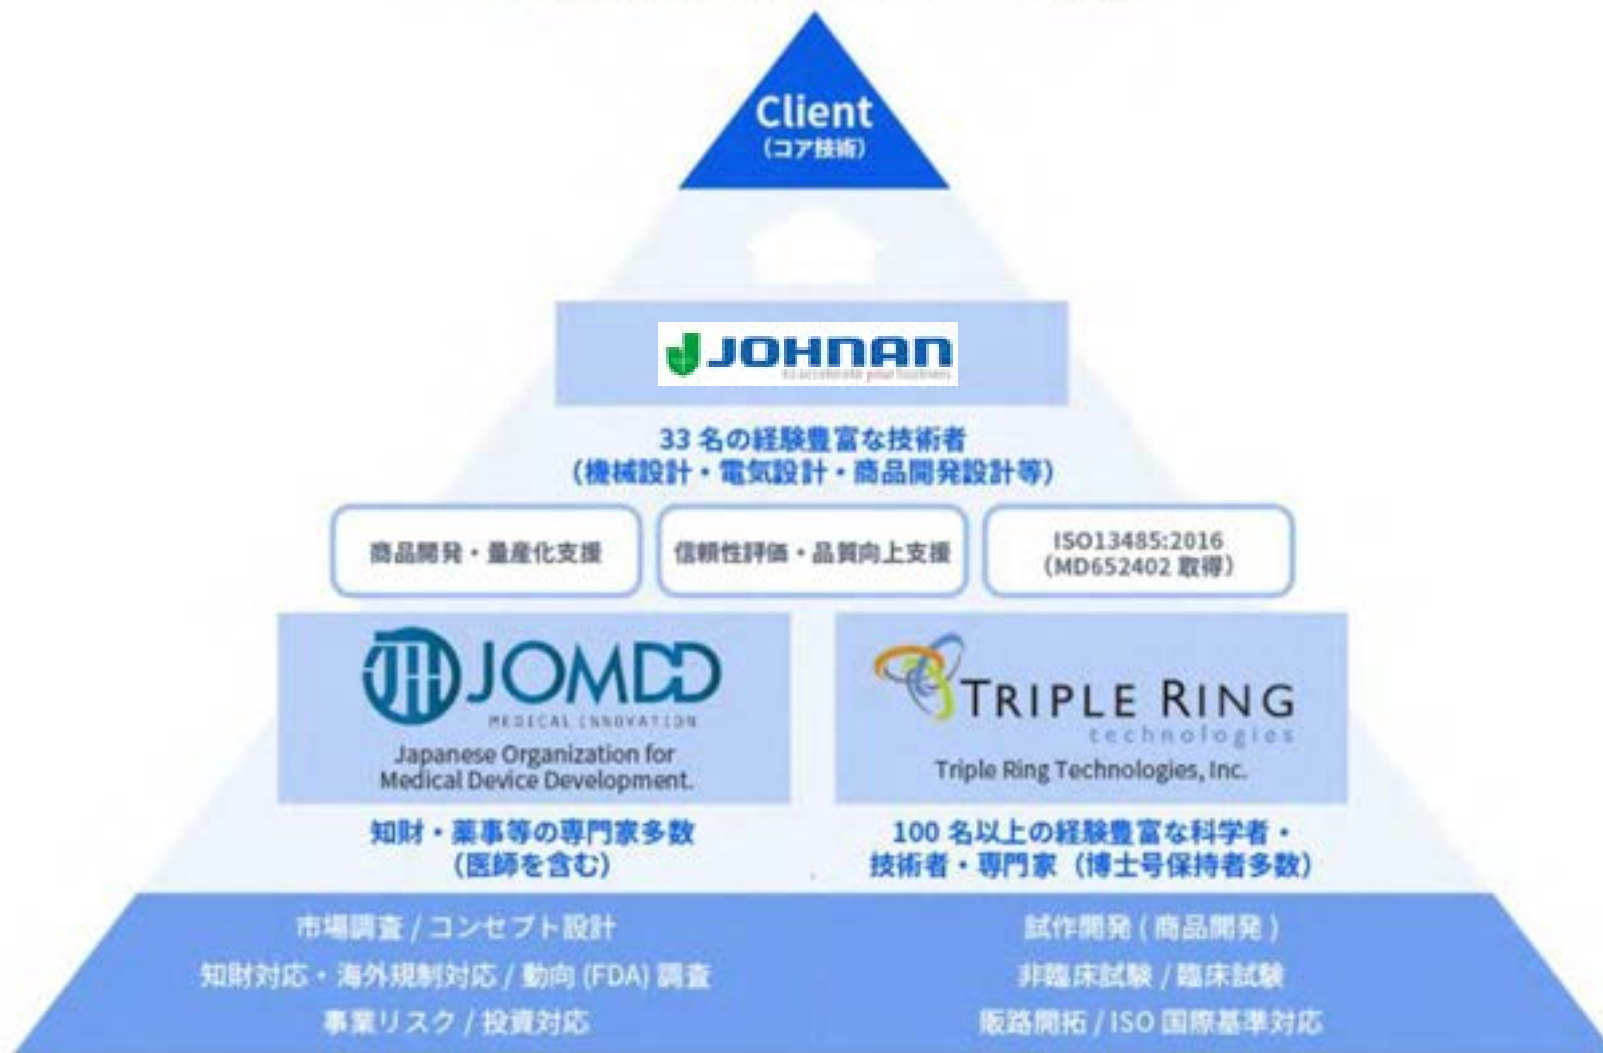 Client
（コア技術）
JOHNAN
to accelerate your business
33 名の経験豊富な技術者
（機械設計・電気設計・商品開発設計等）
商品開発・量産化支援
信頼性評価・品質向上支援
ISO13485:2016
（MD652402 取得）
JOMDD
MEDICAL INNOVATION
Japanese Organization for
Medical Device Development.
TRIPLE RING
technologies
Triple Ring Technologies, Inc.
知財・薬事等の専門家多数
（医師を含む）
100 名以上の経験豊富な科学者・
技術者・専門家（博士号保持者多数）
市場調査 / コンセプト設計
知財対応・海外規制対応 / 動向 (FDA) 調査
事業リスク / 投資対応
試作開発 ( 商品開発 )
非臨床試験 / 臨床試験
販路開拓 / ISO 国際基準対応